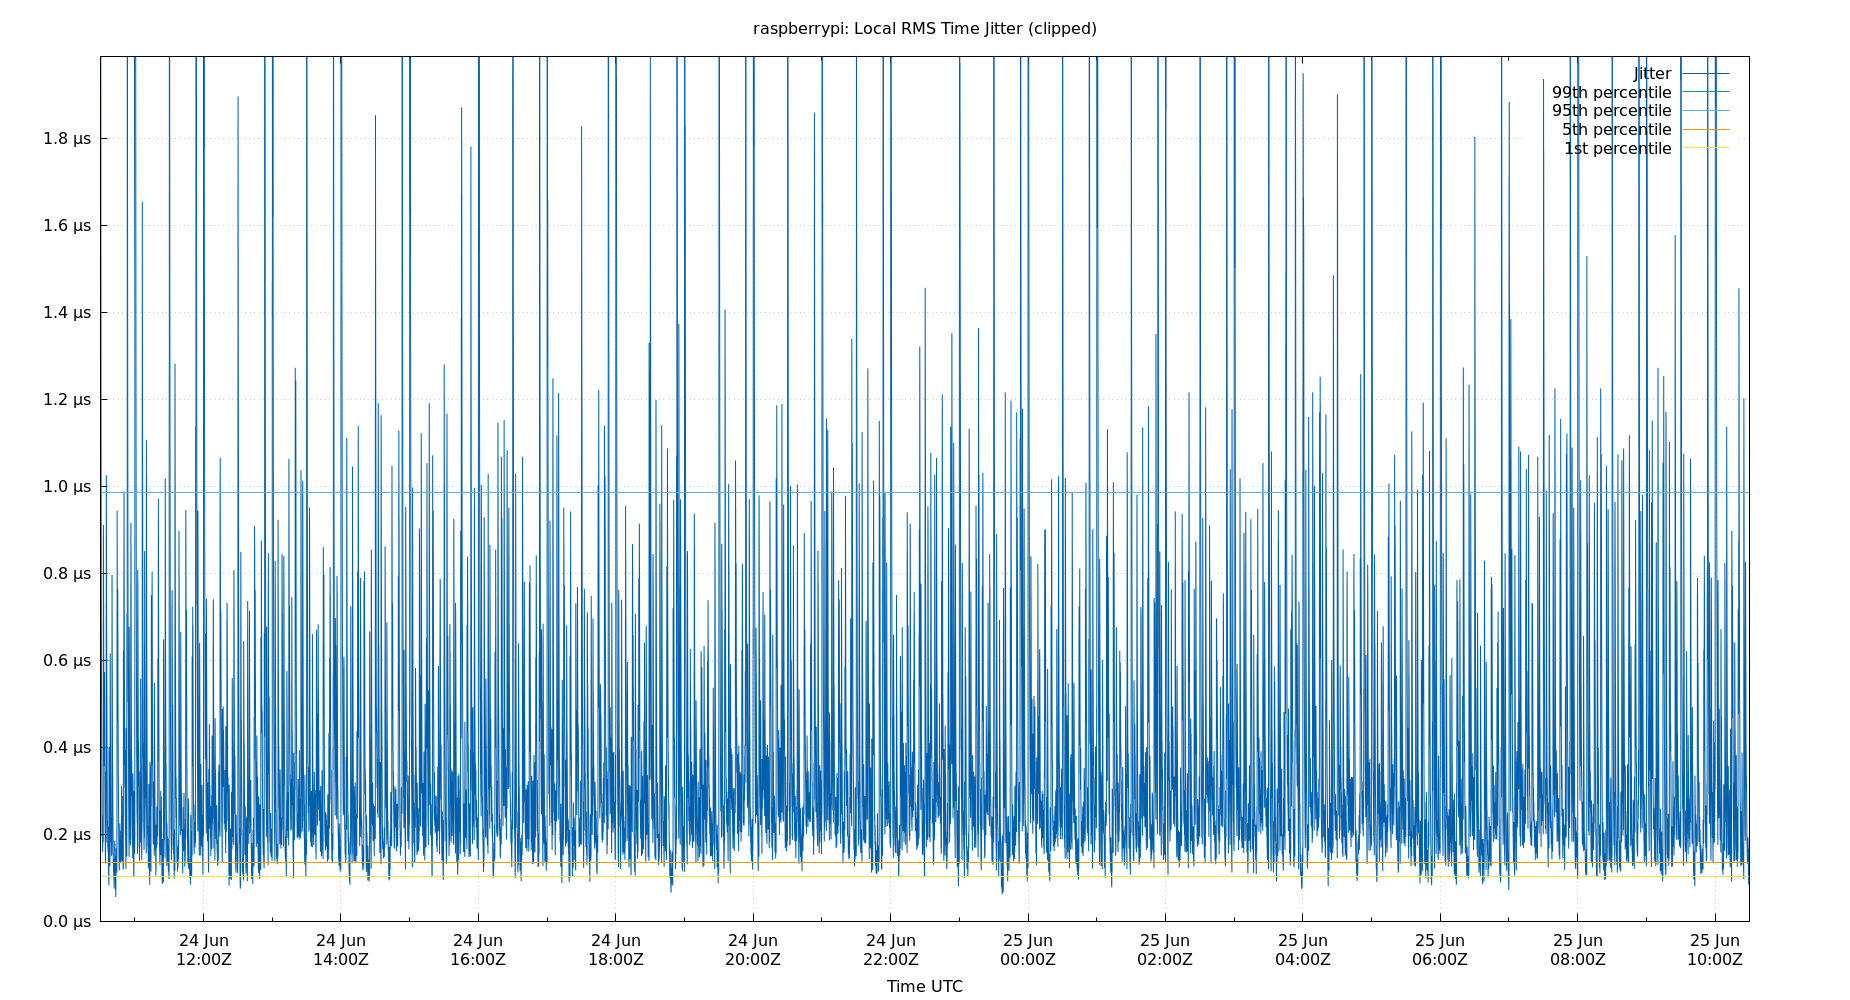 raspberrypi: Local RMS Time Jitter (clipped)
Jitter
99th percentile
95th percentile
5th percentile
1st percentile
1.8 µs
1.6 µs
1.4 µs
1.2 µs
1.0 µs
0.8 µs
0.6 µs
0.4 µs
0.2 µs
0.0 µs
24 Jun 24 Jun 24 Jun 24 Jun 24 Jun 24 Jun 25 Jun 25 Jun 25 Jun 25 Jun 25 Jun 25 Jun
12:00Z 14:00Z 16:00Z 18:00Z 20:00Z 22:00Z 00:00Z 02:00Z 04:00Z 06:00Z 08:00Z 10:00Z
Time UTC